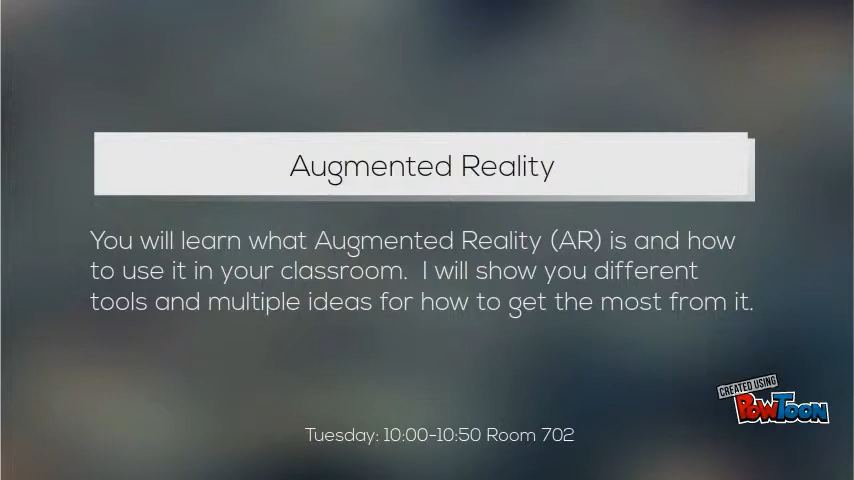 Augmented Reality
You will learn what Augmented Reality (AR) is and how
to use it in your classroom.  I will show you different
tools and multiple ideas for how to get the most from it.
CREATED USING
POWTOON
Tuesday: 10:00-10:50 Room 702